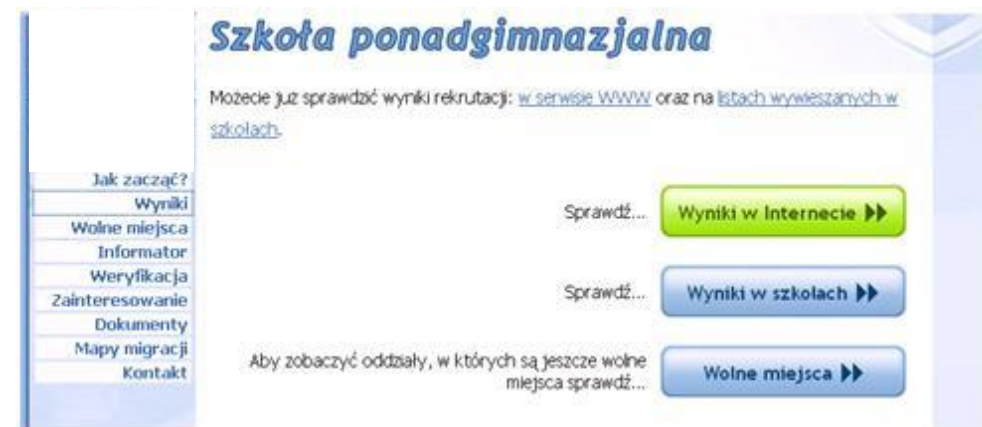 Szkoła ponadgimnazjalna
Możecie już sprawdzić wyniki rekrutacji: w serwisie WWW oraz na listach wywieszanych w
szkołach.
Jak zacząć?
Wyniki
Wolne miejsca
Informator
Weryfikacja
Zainteresowanie
Dokumenty
Mapy migracji
Kontakt
Sprawdź... Wyniki w Internecie
Sprawdź... Wyniki w szkolach
Aby zobaczyć oddziały, w których są jeszcze wolne
miejsca sprawdź... Wolne miejsca